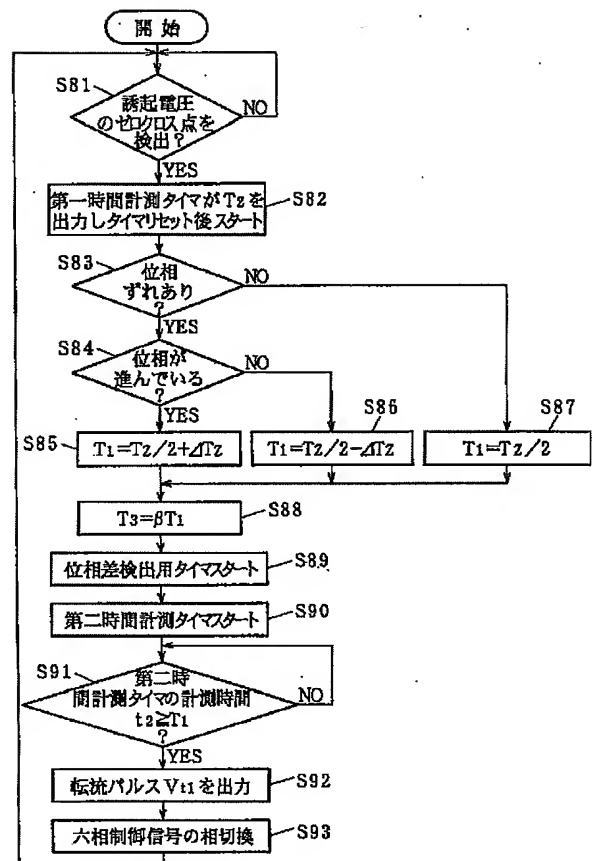 開始
S81
誘起電圧
のゼロクロス点を
検出?
NO
YES
第一時間計測タイマがTzを
出力しタイマリセット後スタート
S82
S83
位相
ずれあり
?
NO
YES
S84
位相が
進んでいる
?
NO
YES
S85
T1=Tz/2+ΔTz
S86
T1=Tz/2-ΔTz
S87
T1=Tz/2
T3=βT1
S88
位相差検出用タイマスタート
S89
第二時間計測タイマスタート
S90
S91
第二時
間計測タイマの計測時間
t2≧T1
?
NO
YES
転流パルスVt1を出力
S92
六相制御信号の相切換
S93